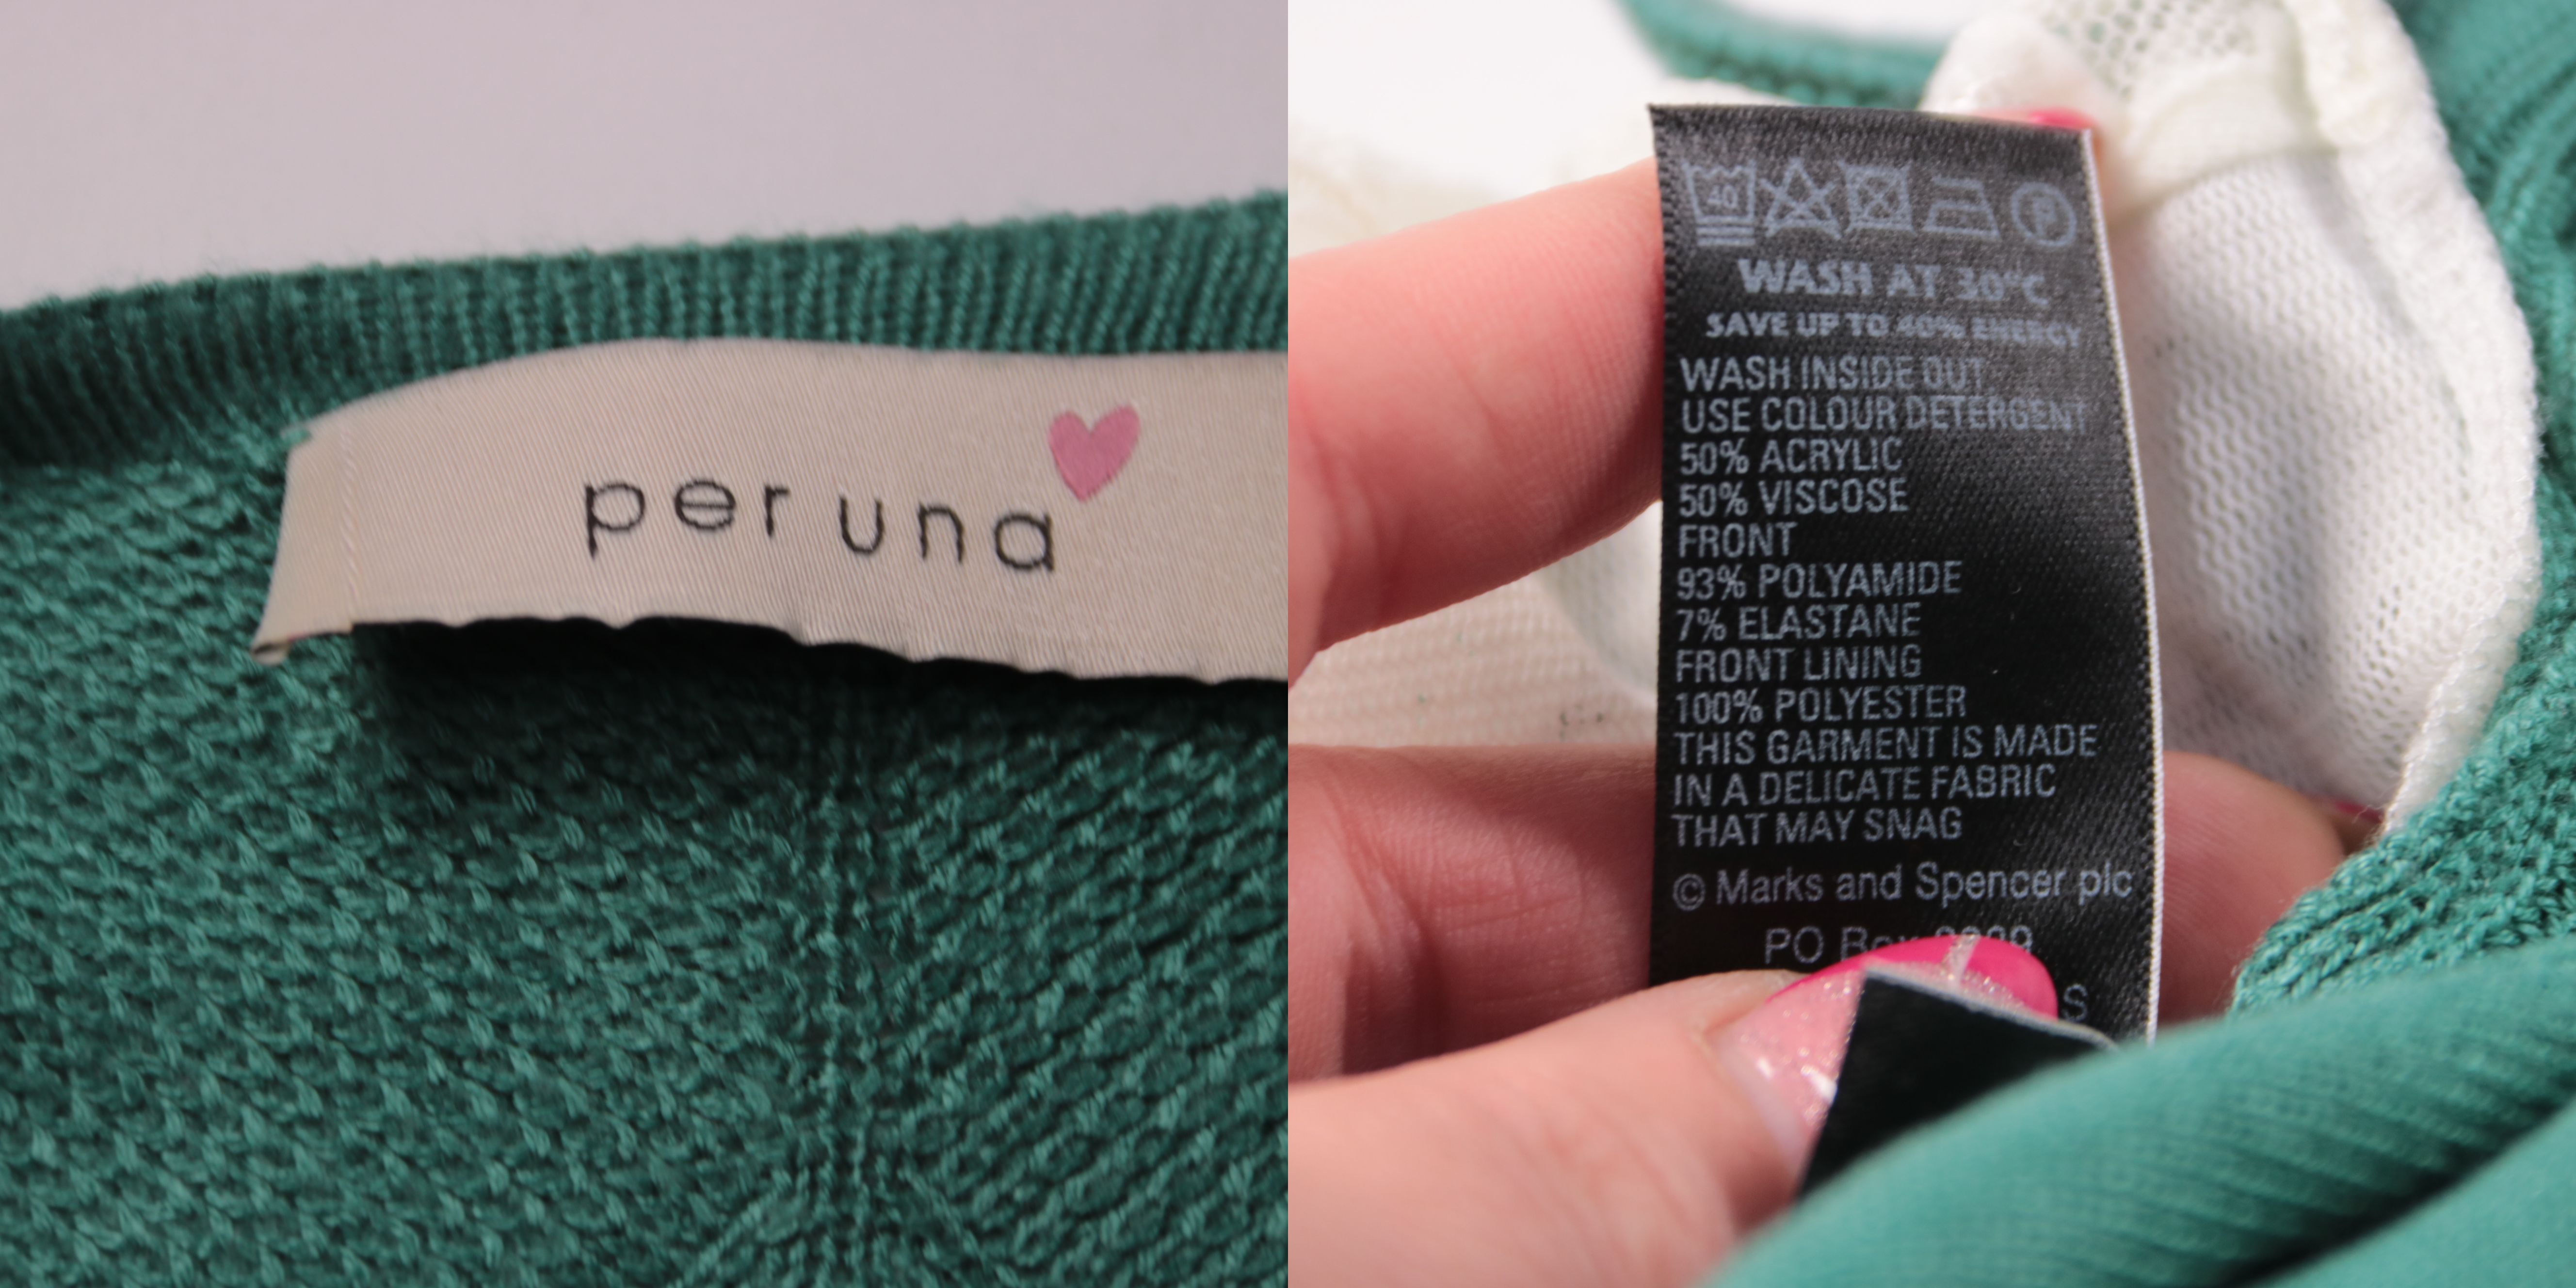 per una
40
P
WASH AT 30°C
SAVE UP TO 40% ENERGY
WASH INSIDE OUT
USE COLOUR DETERGENT
50% ACRYLIC
50% VISCOSE
FRONT
93% POLYAMIDE
7% ELASTANE
FRONT LINING
100% POLYESTER
THIS GARMENT IS MADE
IN A DELICATE FABRIC
THAT MAY SNAG
© Marks and Spencer plc
PO
S